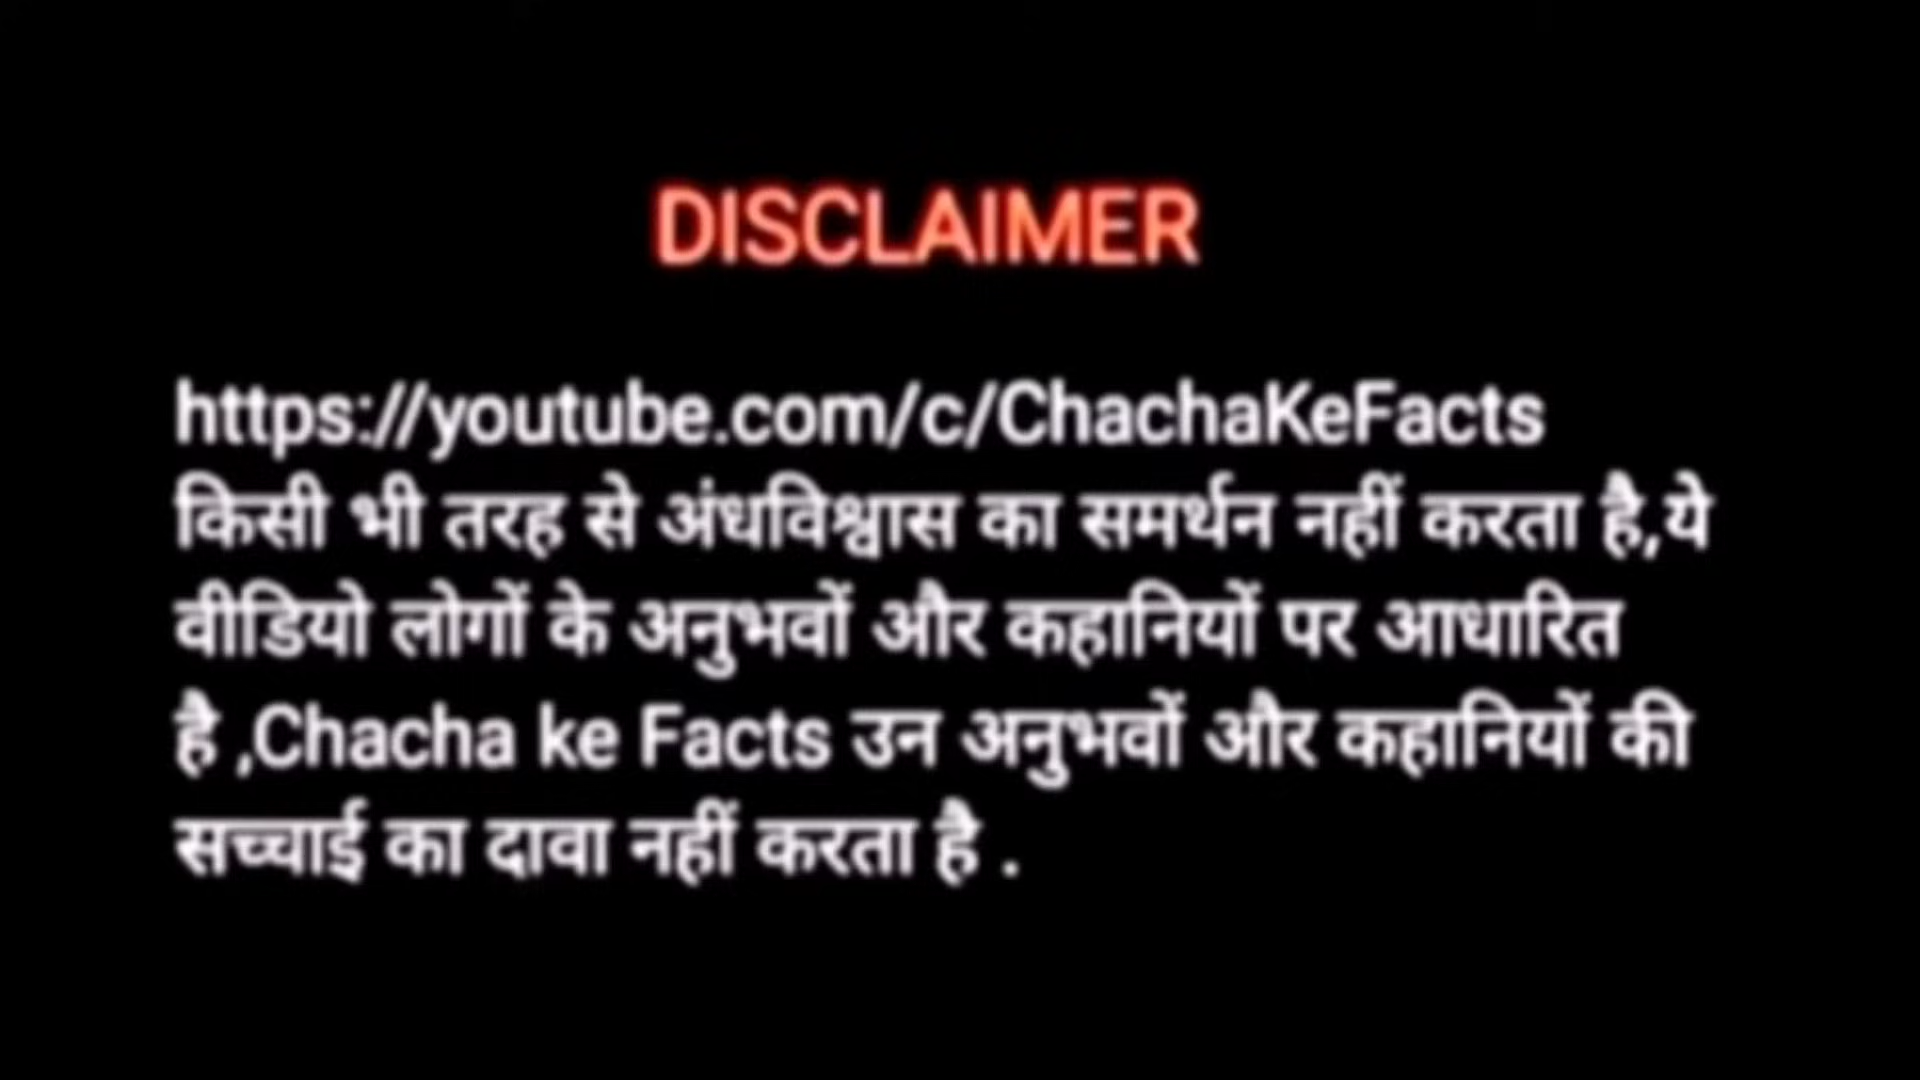 DISCLAIMER
https://youtube.com/c/ChachaKeFacts
किसी भी तरह से अंधविश्वास का समर्थन नहीं करता है,ये
वीडियो लोगों के अनुभवों और कहानियों पर आधारित
है ,Chacha ke Facts उन अनुभवों और कहानियों की
सच्चाई का दावा नहीं करता है .